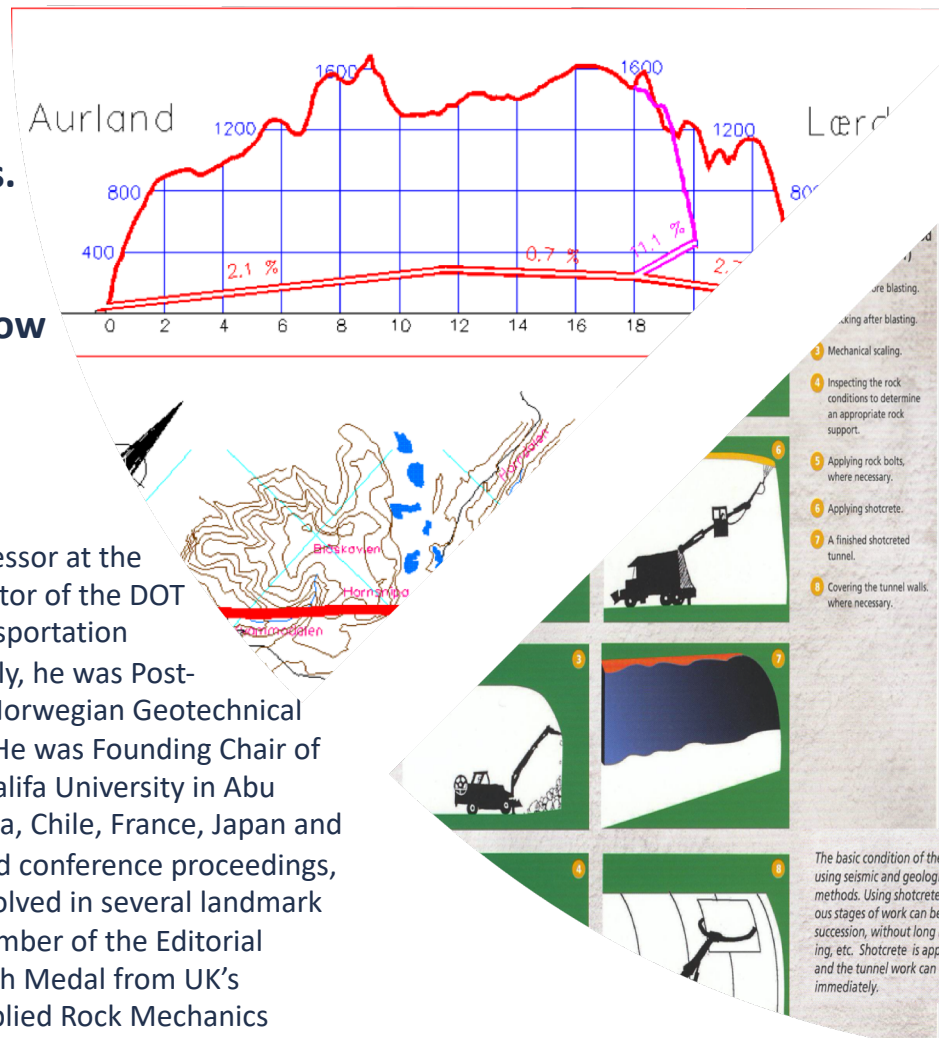 Aurland
Lærd
1600
1600
1200
1200
800
800
400
2.1 %
0.7 %
11.1 %
0 2 4 6 8 10 12 14 16 18
s.
ow
Blåskavlen
Hornsnipa
essor at the
tor of the DOT
sportation
ly, he was Post-
Norwegian Geotechnical
He was Founding Chair of
alifa University in Abu
a, Chile, France, Japan and
d conference proceedings,
olved in several landmark
mber of the Editorial
h Medal from UK's
plied Rock Mechanics
ore blasting.
cking after blasting.
3 Mechanical scaling.
4 Inspecting the rock
conditions to determine
an appropriate rock
support.
5 Applying rock bolts,
where necessary.
6 Applying shotcrete.
7 A finished shotcreted
tunnel.
8 Covering the tunnel walls
where necessary.
6
3
7
4
8
The basic condition of the
using seismic and geologi
methods. Using shotcrete
ous stages of work can be
succession, without long
ing, etc. Shotcrete is app
and the tunnel work can
immediately.